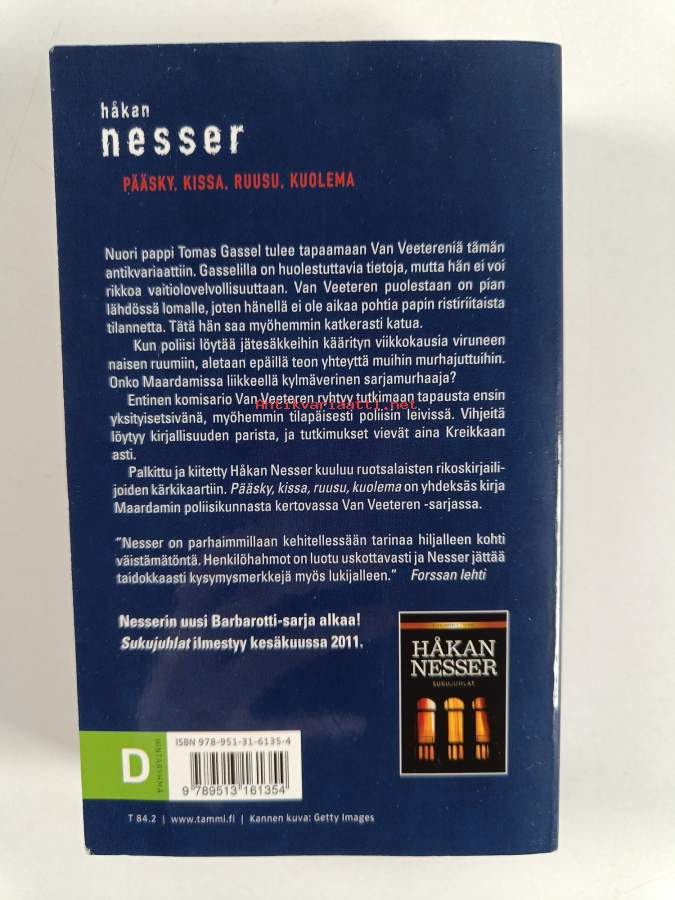 håkan
nesser
PÄÄSKY, KISSA, RUUSU, KUOLEMA
Nuori pappi Tomas Gassel tulee tapaamaan Van Veetereniä tämän
antikvariaattiin. Gasselilla on huolestuttavia tietoja, mutta hän ei voi
rikkoa vaitiolovelvollisuuttaan. Van Veeteren puolestaan on pian
lähdössä lomalle, joten hänellä ei ole aikaa pohtia papin ristiriitaista
tilannetta. Tätä hän saa myöhemmin katkerasti katua.
Kun poliisi löytää jätesäkkeihin käärityn viikkokausia viruneen
naisen ruumiin, aletaan epäillä teon yhteyttä muihin murhajuttuihin.
Onko Maardamissa liikkeellä kylmäverinen sarjamurhaaja?
Entinen komisario Van Veeteren ryhtyy tutkimaan tapausta ensin
yksityisetsivänä, myöhemmin tilapäisesti poliisin leivissä. Vihjeitä
löytyy kirjallisuuden parista, ja tutkimukset vievät aina Kreikkaan
asti.
Antikvariaatti.net
Palkittu ja kiitetty Håkan Nesser kuuluu ruotsalaisten rikoskirjaili-
joiden kärkikaartiin. Pääsky, kissa, ruusu, kuolema on yhdeksäs kirja
Maardamin poliisikunnasta kertovassa Van Veeteren -sarjassa.
"Nesser on parhaimmillaan kehitellessään tarinaa hiljalleen kohti
väistämätöntä. Henkilöhahmot on luotu uskottavasti ja Nesser jättää
taidokkaasti kysymysmerkkejä myös lukijalleen." Forssan lehti
Nesserin uusi Barbarotti-sarja alkaa!
Sukujuhlat ilmestyy kesäkuussa 2011.
HÅKAN
NESSER
SUKUJUHLAT
D
HINTARYHMÄ
ISBN 978-951-31-6135-4
9 789513 161354
T 84.2 | www.tammi.fi | Kannen kuva: Getty Images